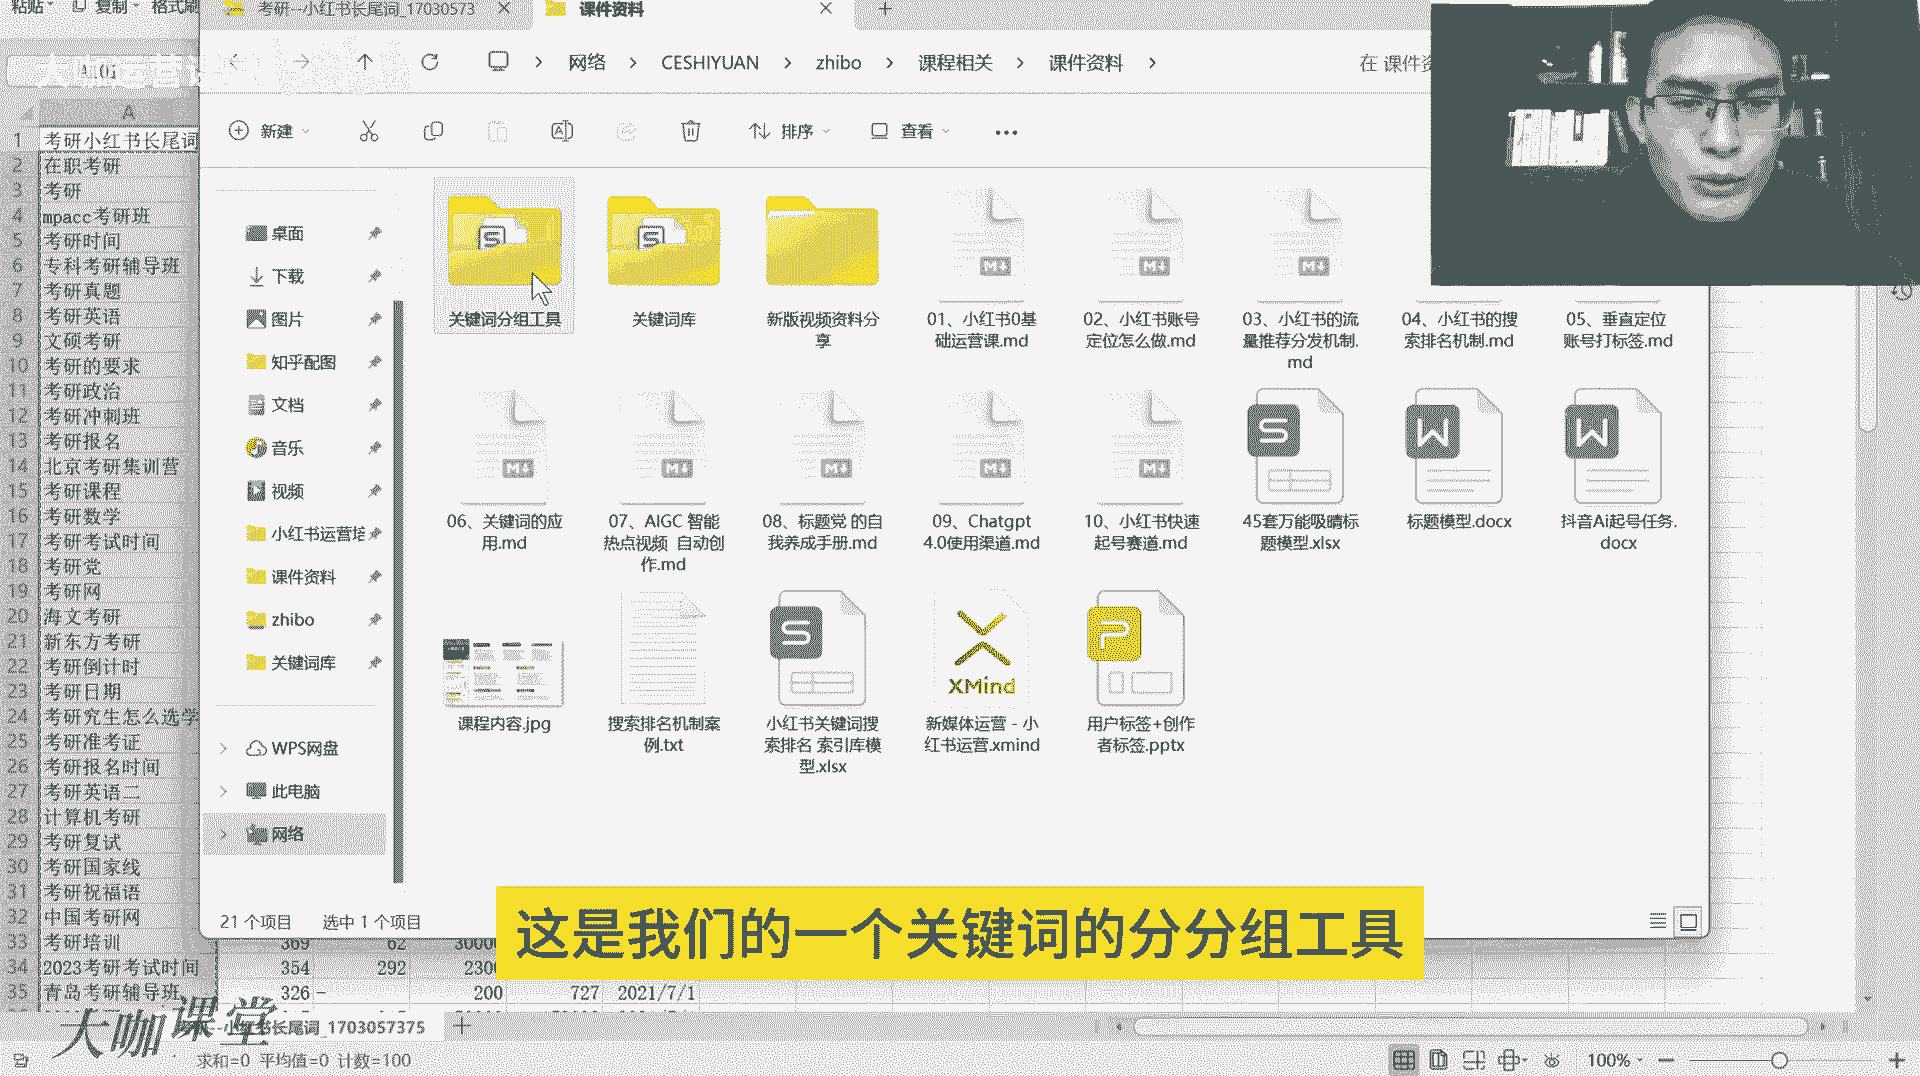 粘贴 复制 格式刷
考研--小红书长尾词_17030573
课件资料
网络 CESHIYUAN zhibo 课程相关 课件资料
在 课件资
新建 排序 查看
A
1 考研小红书长尾词
2 在职考研
3 考研
4 mpacc考研班
5 考研时间
6 专科考研辅导班
7 考研真题
8 考研英语
9 文硕考研
10 考研的要求
11 考研政治
12 考研冲刺班
13 考研报名
14 北京考研集训营
15 考研课程
16 考研数学
17 考研考试时间
18 考研党
19 考研网
20 海文考研
21 新东方考研
22 考研倒计时
23 考研日期
24 考研究生怎么选学
25 考研准考证
26 考研报名时间
27 考研英语二
28 计算机考研
29 考研复试
30 考研国家线
31 考研祝福语
32 中国考研网
33 考研培训 369 62 3000
34 2023考研考试时间 354 292 2300
35 青岛考研辅导班 326 - 200 727 2021/7/1
桌面
下载
图片
知乎配图
文档
音乐
视频
小红书运营培
课件资料
zhibo
关键词库
WPS网盘
此电脑
网络
关键词分组工具
关键词库
新版视频资料分
享
01、小红书0基
础运营课.md
02、小红书账号
定位怎么做.md
03、小红书的流
量推荐分发机制.
md
04、小红书的搜
索排名机制.md
05、垂直定位
账号打标签.md
06、关键词的应
用.md
07、AIGC 智能
热点视频 自动创
作.md
08、标题党 的自
我养成手册.md
09、Chatgpt
4.0使用渠道.md
10、小红书快速
起号赛道.md
45套万能吸睛标
题模型.xlsx
标题模型.docx
抖音Ai起号任务.
docx
XMind
课程内容.jpg
搜索排名机制案
例.txt
小红书关键词搜
索排名 索引库模
型.xlsx
新媒体运营 - 小
红书运营.xmind
用户标签+创作
者标签.pptx
21 个项目 选中 1 个项目
这是我们的一个关键词的分分组工具
大咖课堂
小红书长尾词_1703057375
求和=0 平均值=0 计数=100
100%